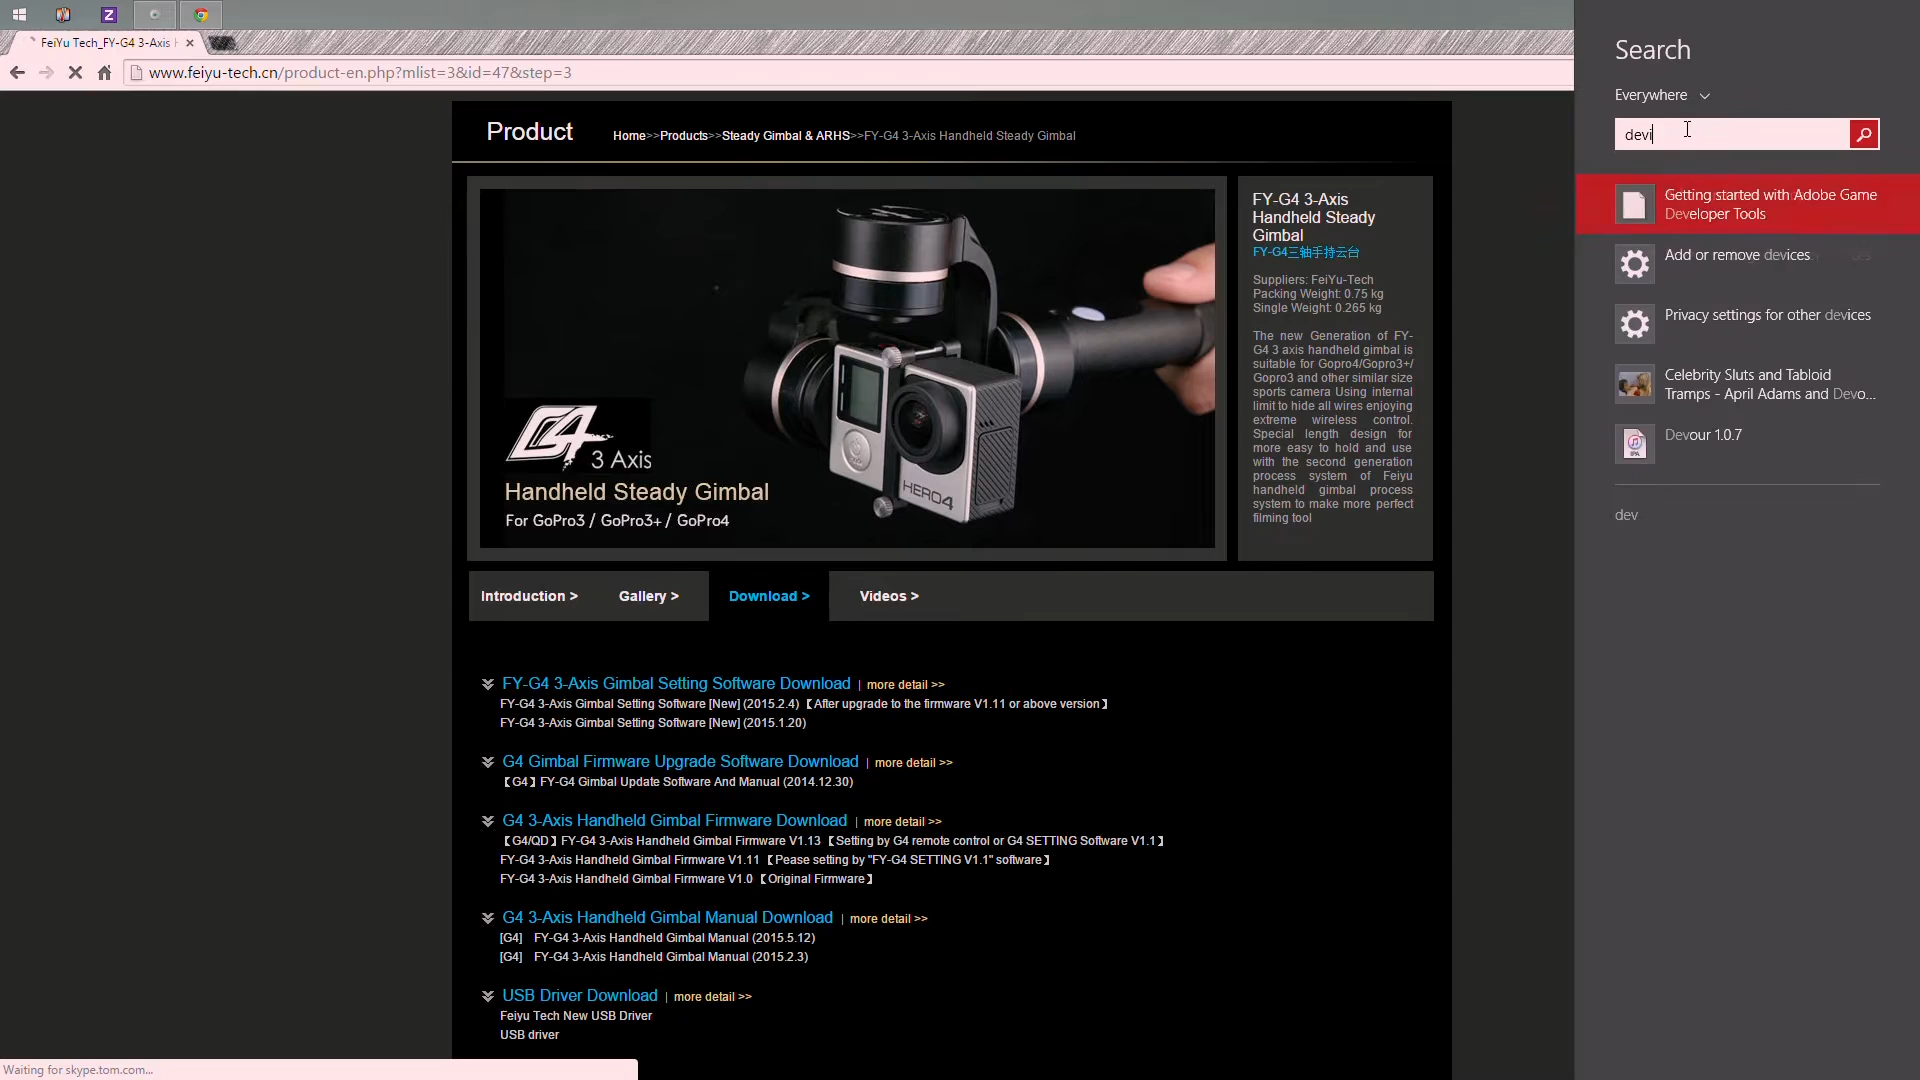 FeiYu Tech_FY-G4 3-Axis H
www.feiyu-tech.cn/product-en.php?mlist=3&id=47&step=3
Product
Home>>Products>>Steady Gimbal & ARHS>>FY-G4 3-Axis Handheld Steady Gimbal
G4
3 Axis
Handheld Steady Gimbal
For GoPro3 / GoPro3+ / GoPro4
HERO4
FY-G4 3-Axis
Handheld Steady
Gimbal
FY-G4三轴手持云台
Suppliers: FeiYu-Tech
Packing Weight: 0.75 kg
Single Weight: 0.265 kg
The new Generation of FY-
G4 3 axis handheld gimbal is
suitable for Gopro4/Gopro3+/
Gopro3 and other similar size
sports camera Using internal
limit to hide all wires enjoying
extreme wireless control.
Special length design for
more easy to hold and use
with the second generation
process system of Feiyu
handheld gimbal process
system to make more perfect
filming tool
Introduction > Gallery > Download > Videos >
FY-G4 3-Axis Gimbal Setting Software Download | more detail >>
FY-G4 3-Axis Gimbal Setting Software [New] (2015.2.4)【After upgrade to the firmware V1.11 or above version】
FY-G4 3-Axis Gimbal Setting Software [New] (2015.1.20)
G4 Gimbal Firmware Upgrade Software Download | more detail >>
【G4】FY-G4 Gimbal Update Software And Manual (2014.12.30)
G4 3-Axis Handheld Gimbal Firmware Download | more detail >>
【G4/QD】FY-G4 3-Axis Handheld Gimbal Firmware V1.13【Setting by G4 remote control or G4 SETTING Software V1.1】
FY-G4 3-Axis Handheld Gimbal Firmware V1.11【Pease setting by "FY-G4 SETTING V1.1" software】
FY-G4 3-Axis Handheld Gimbal Firmware V1.0【Original Firmware】
G4 3-Axis Handheld Gimbal Manual Download | more detail >>
[G4] FY-G4 3-Axis Handheld Gimbal Manual (2015.5.12)
[G4] FY-G4 3-Axis Handheld Gimbal Manual (2015.2.3)
USB Driver Download | more detail >>
Feiyu Tech New USB Driver
USB driver
Waiting for skype.tom.com...
Search
Everywhere
devi
Getting started with Adobe Game
Developer Tools
Add or remove devices
Privacy settings for other devices
Celebrity Sluts and Tabloid
Tramps - April Adams and Devo...
Devour 1.0.7
IPA
dev